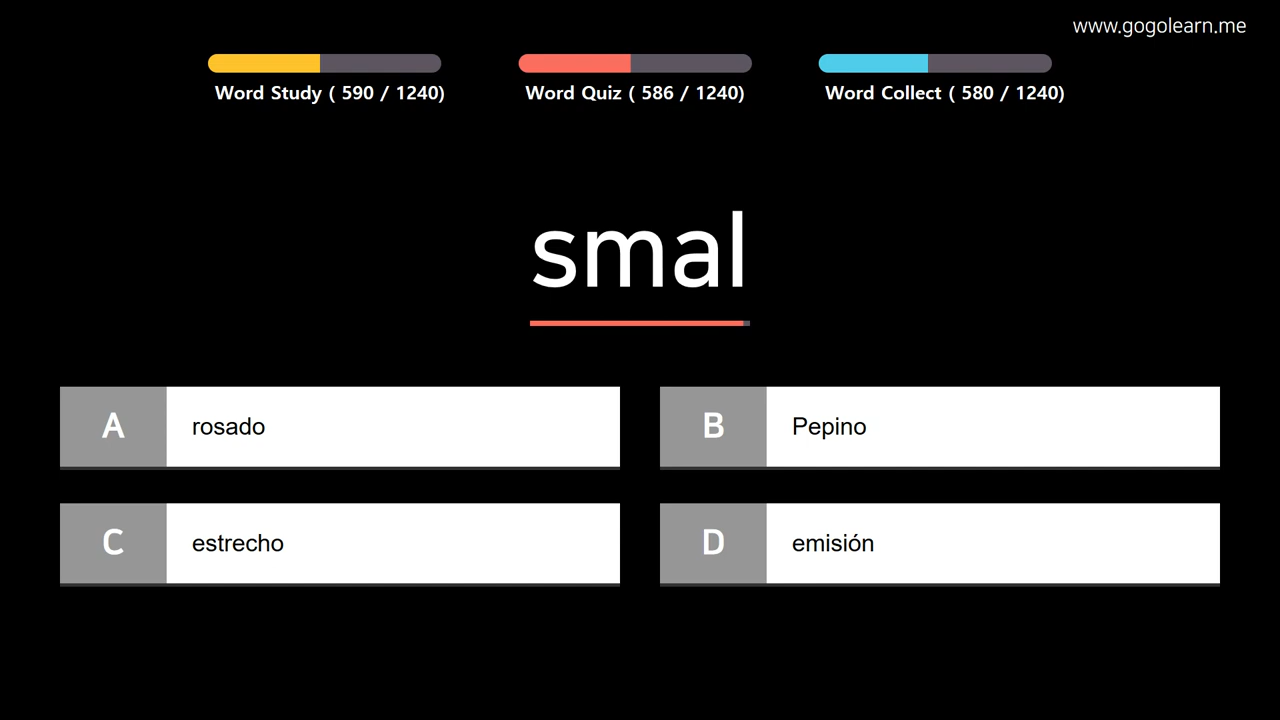 www.gogolearn.me
Word Study ( 590 / 1240)
Word Quiz ( 586 / 1240)
Word Collect ( 580 / 1240)
smal
A rosado
B Pepino
C estrecho
D emisión